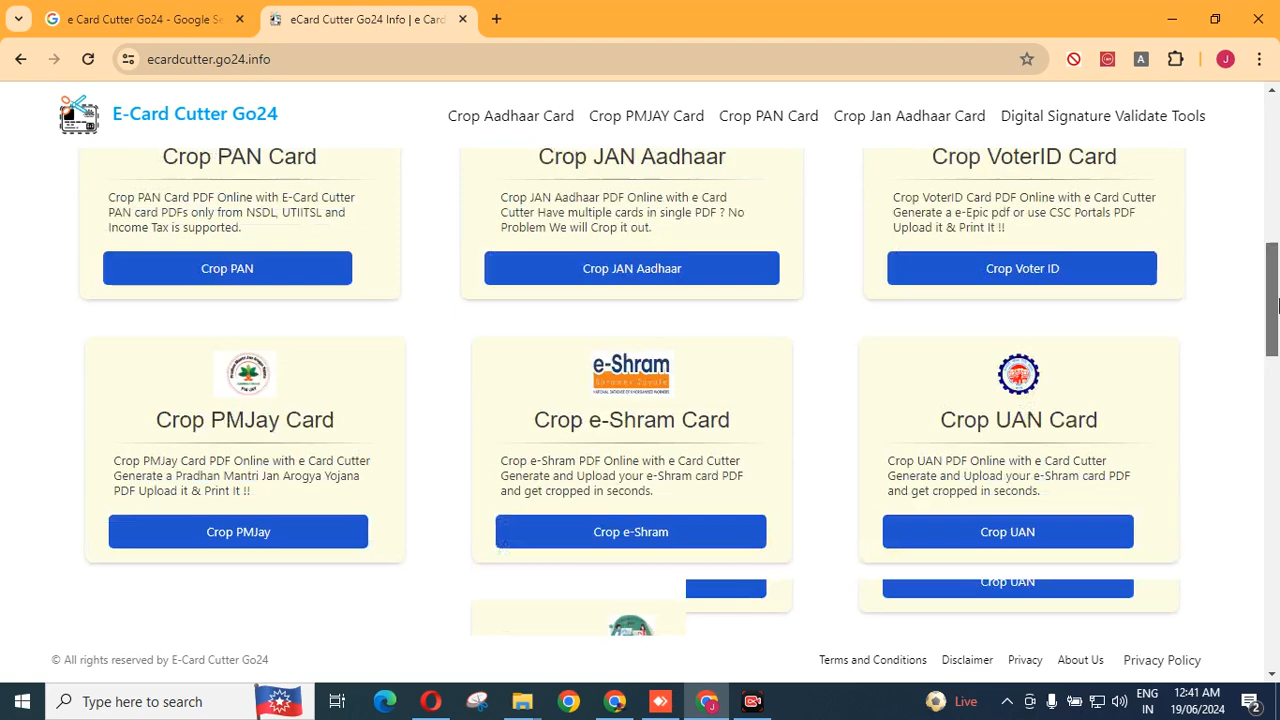 e Card Cutter Go24 - Google Se
eCard Cutter Go24 Info | e Card
ecardcutter.go24.info
J
E-Card Cutter Go24
Crop Aadhaar Card
Crop PMJAY Card
Crop PAN Card
Crop Jan Aadhaar Card
Digital Signature Validate Tools
Crop PAN Card
Crop PAN Card PDF Online with E-Card Cutter
PAN card PDFs only from NSDL, UTIITSL and
Income Tax is supported.
Crop PAN
Crop JAN Aadhaar
Crop JAN Aadhaar PDF Online with e Card
Cutter Have multiple cards in single PDF ? No
Problem We will Crop it out.
Crop JAN Aadhaar
Crop VoterID Card
Crop VoterID Card PDF Online with e Card Cutter
Generate a e-Epic pdf or use CSC Portals PDF
Upload it & Print It !!
Crop Voter ID
PM JAY
Crop PMJay Card
Crop PMJay Card PDF Online with e Card Cutter
Generate a Pradhan Mantri Jan Arogya Yojana
PDF Upload it & Print It !!
Crop PMJay
e-Shram
Crop e-Shram Card
Crop e-Shram PDF Online with e Card Cutter
Generate and Upload your e-Shram card PDF
and get cropped in seconds.
Crop e-Shram
Crop UAN Card
Crop UAN PDF Online with e Card Cutter
Generate and Upload your e-Shram card PDF
and get cropped in seconds.
Crop UAN
Crop UAN
© All rights reserved by E-Card Cutter Go24
Terms and Conditions
Disclaimer
Privacy
About Us
Privacy Policy
Type here to search
Live
ENG
IN
12:41 AM
19/06/2024
2